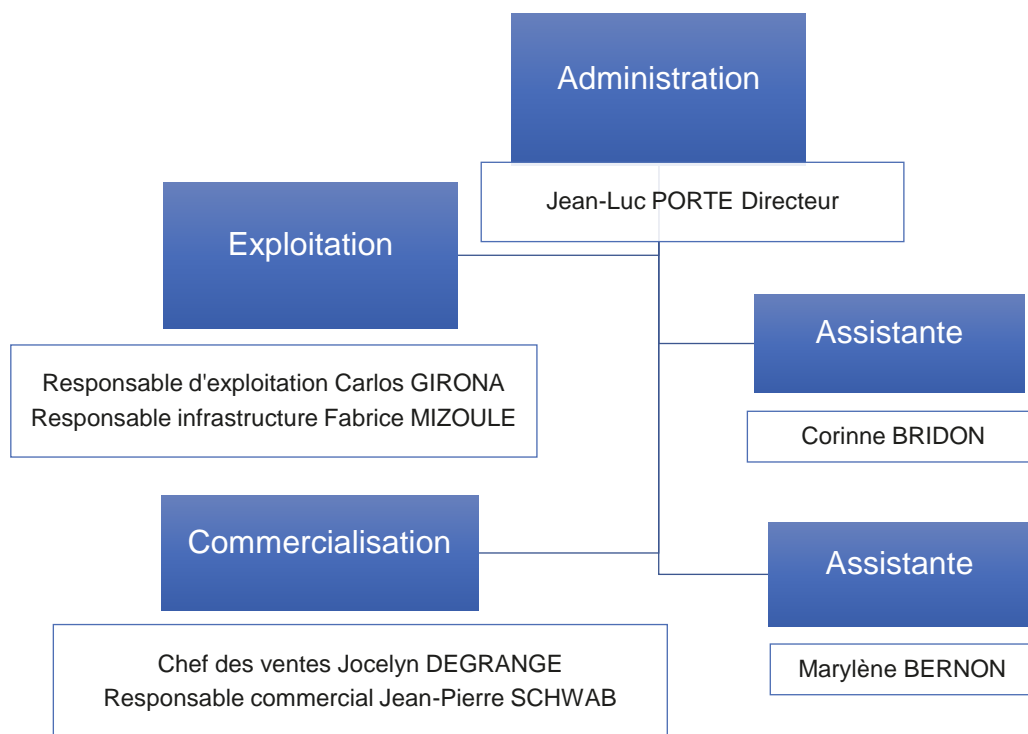 Administration
Jean-Luc PORTE Directeur
Exploitation
Responsable d'exploitation Carlos GIRONA
Responsable infrastructure Fabrice MIZOULE
Assistante
Corinne BRIDON
Commercialisation
Chef des ventes Jocelyn DEGRANGE
Responsable commercial Jean-Pierre SCHWAB
Assistante
Marylène BERNON